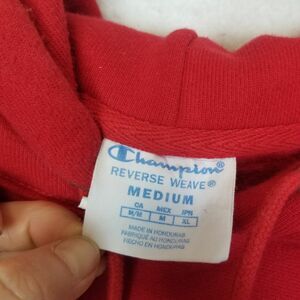 Champion®
REVERSE WEAVE®
MEDIUM
CA MEX JPN
M/M M XL
MADE IN HONDURAS
FABRIQUÉ AU HONDURAS
HECHO EN HONDURAS